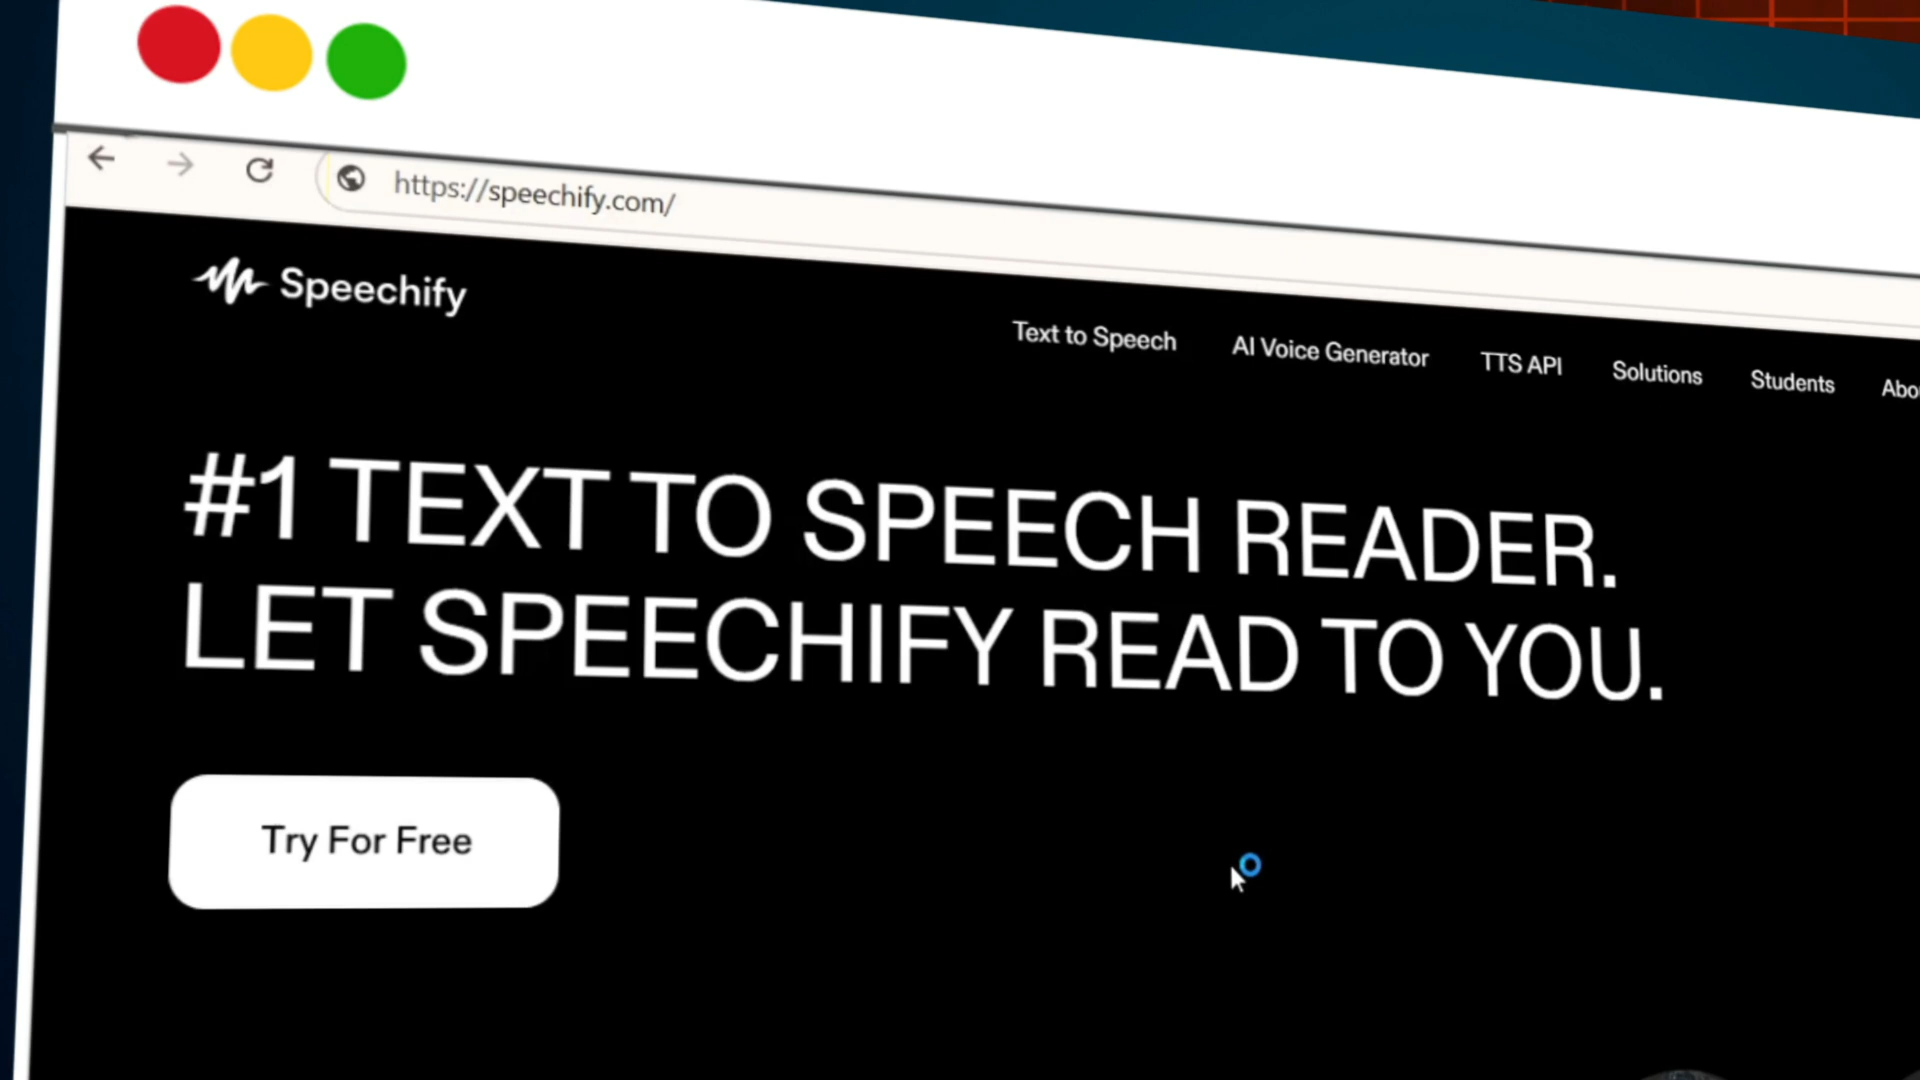 https://speechify.com/
Speechify
Text to Speech AI Voice Generator TTS API Solutions Students
#1 TEXT TO SPEECH READER.
LET SPEECHIFY READ TO YOU.
Try For Free